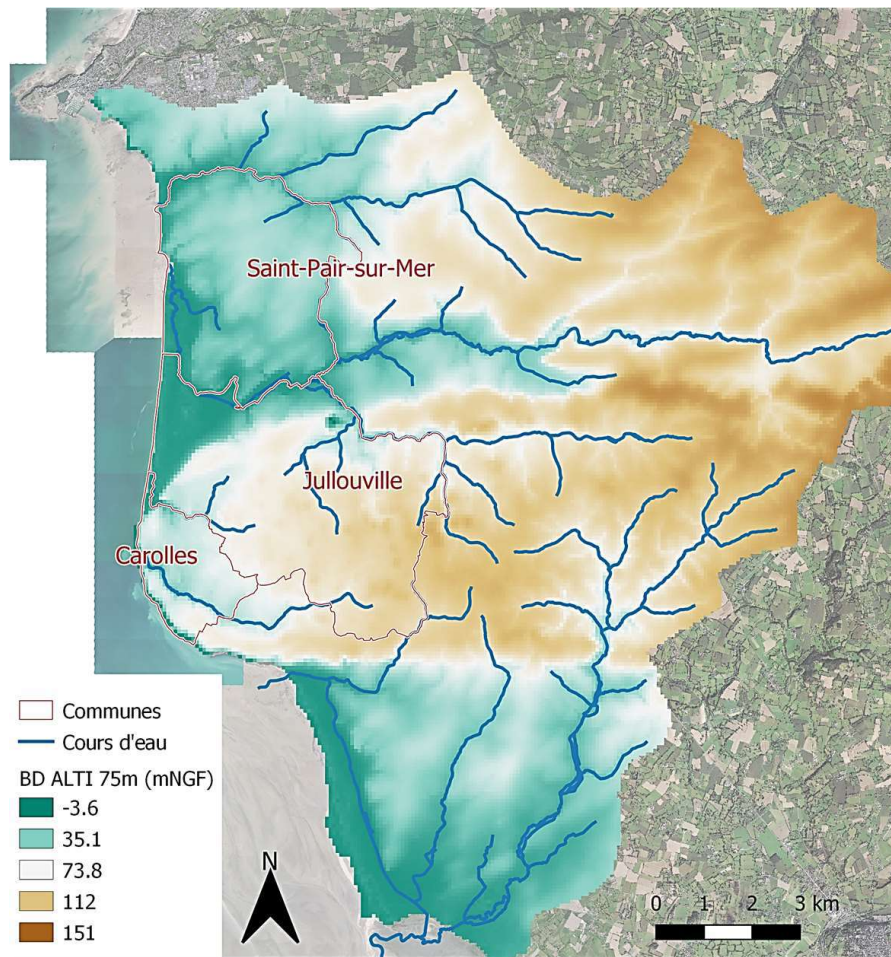 Saint-Pair-sur-Mer
Jullouville
Carolles
Communes
Cours d'eau
BD ALTI 75m (mNGF)
-3.6
35.1
73.8
112
151
N
0 1 2 3 km